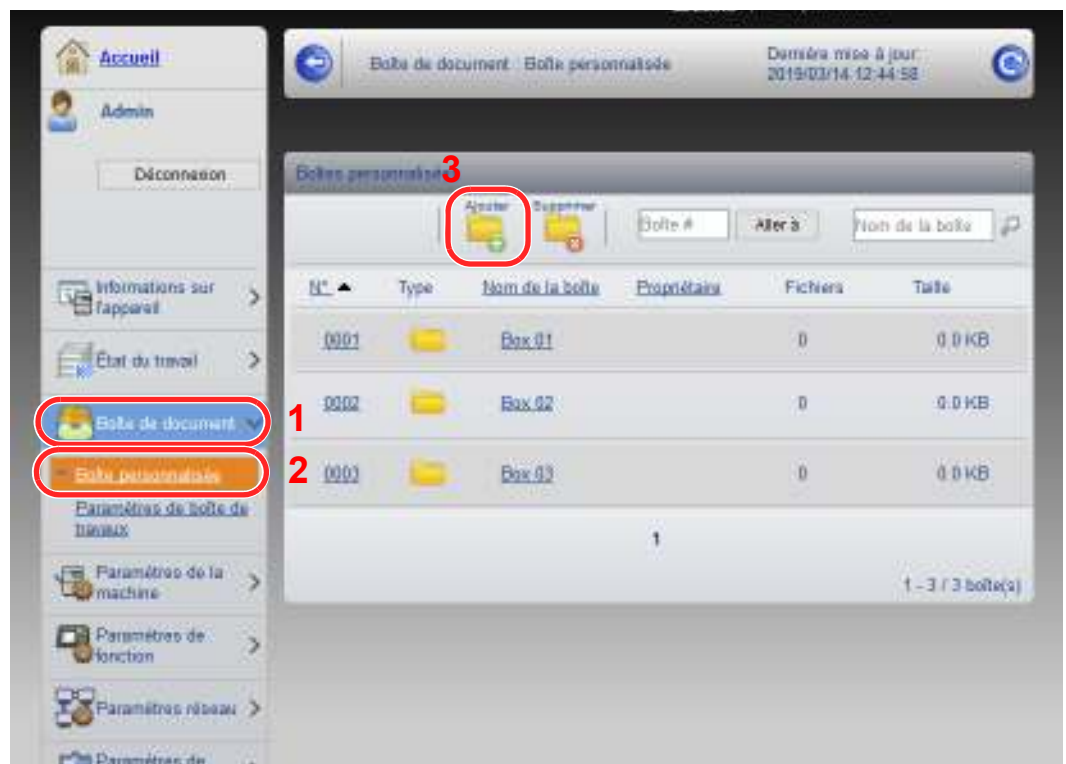 Accueil
Admin
Déconnexion
Informations sur
l'appareil
État du travail
Boîte de document
Boîte personnalisée
Paramètres de boîte de
travaux
Paramètres de la
machine
Paramètres de
fonction
Paramètres réseau
Paramètres de
1
2
Boîte de document Boîte personnalisée
Dernière mise à jour:
2019/03/14 12:44:58
Boîtes personnalisé
3
Ajouter Supprimer
Boîte # Aller à Nom de la boîte
N° Type Nom de la boîte Propriétaire Fichiers Taille
0001 Box 01 0 0.0 KB
0002 Box 02 0 0.0 KB
0003 Box 03 0 0.0 KB
1
1 - 3 / 3 boîte(s)